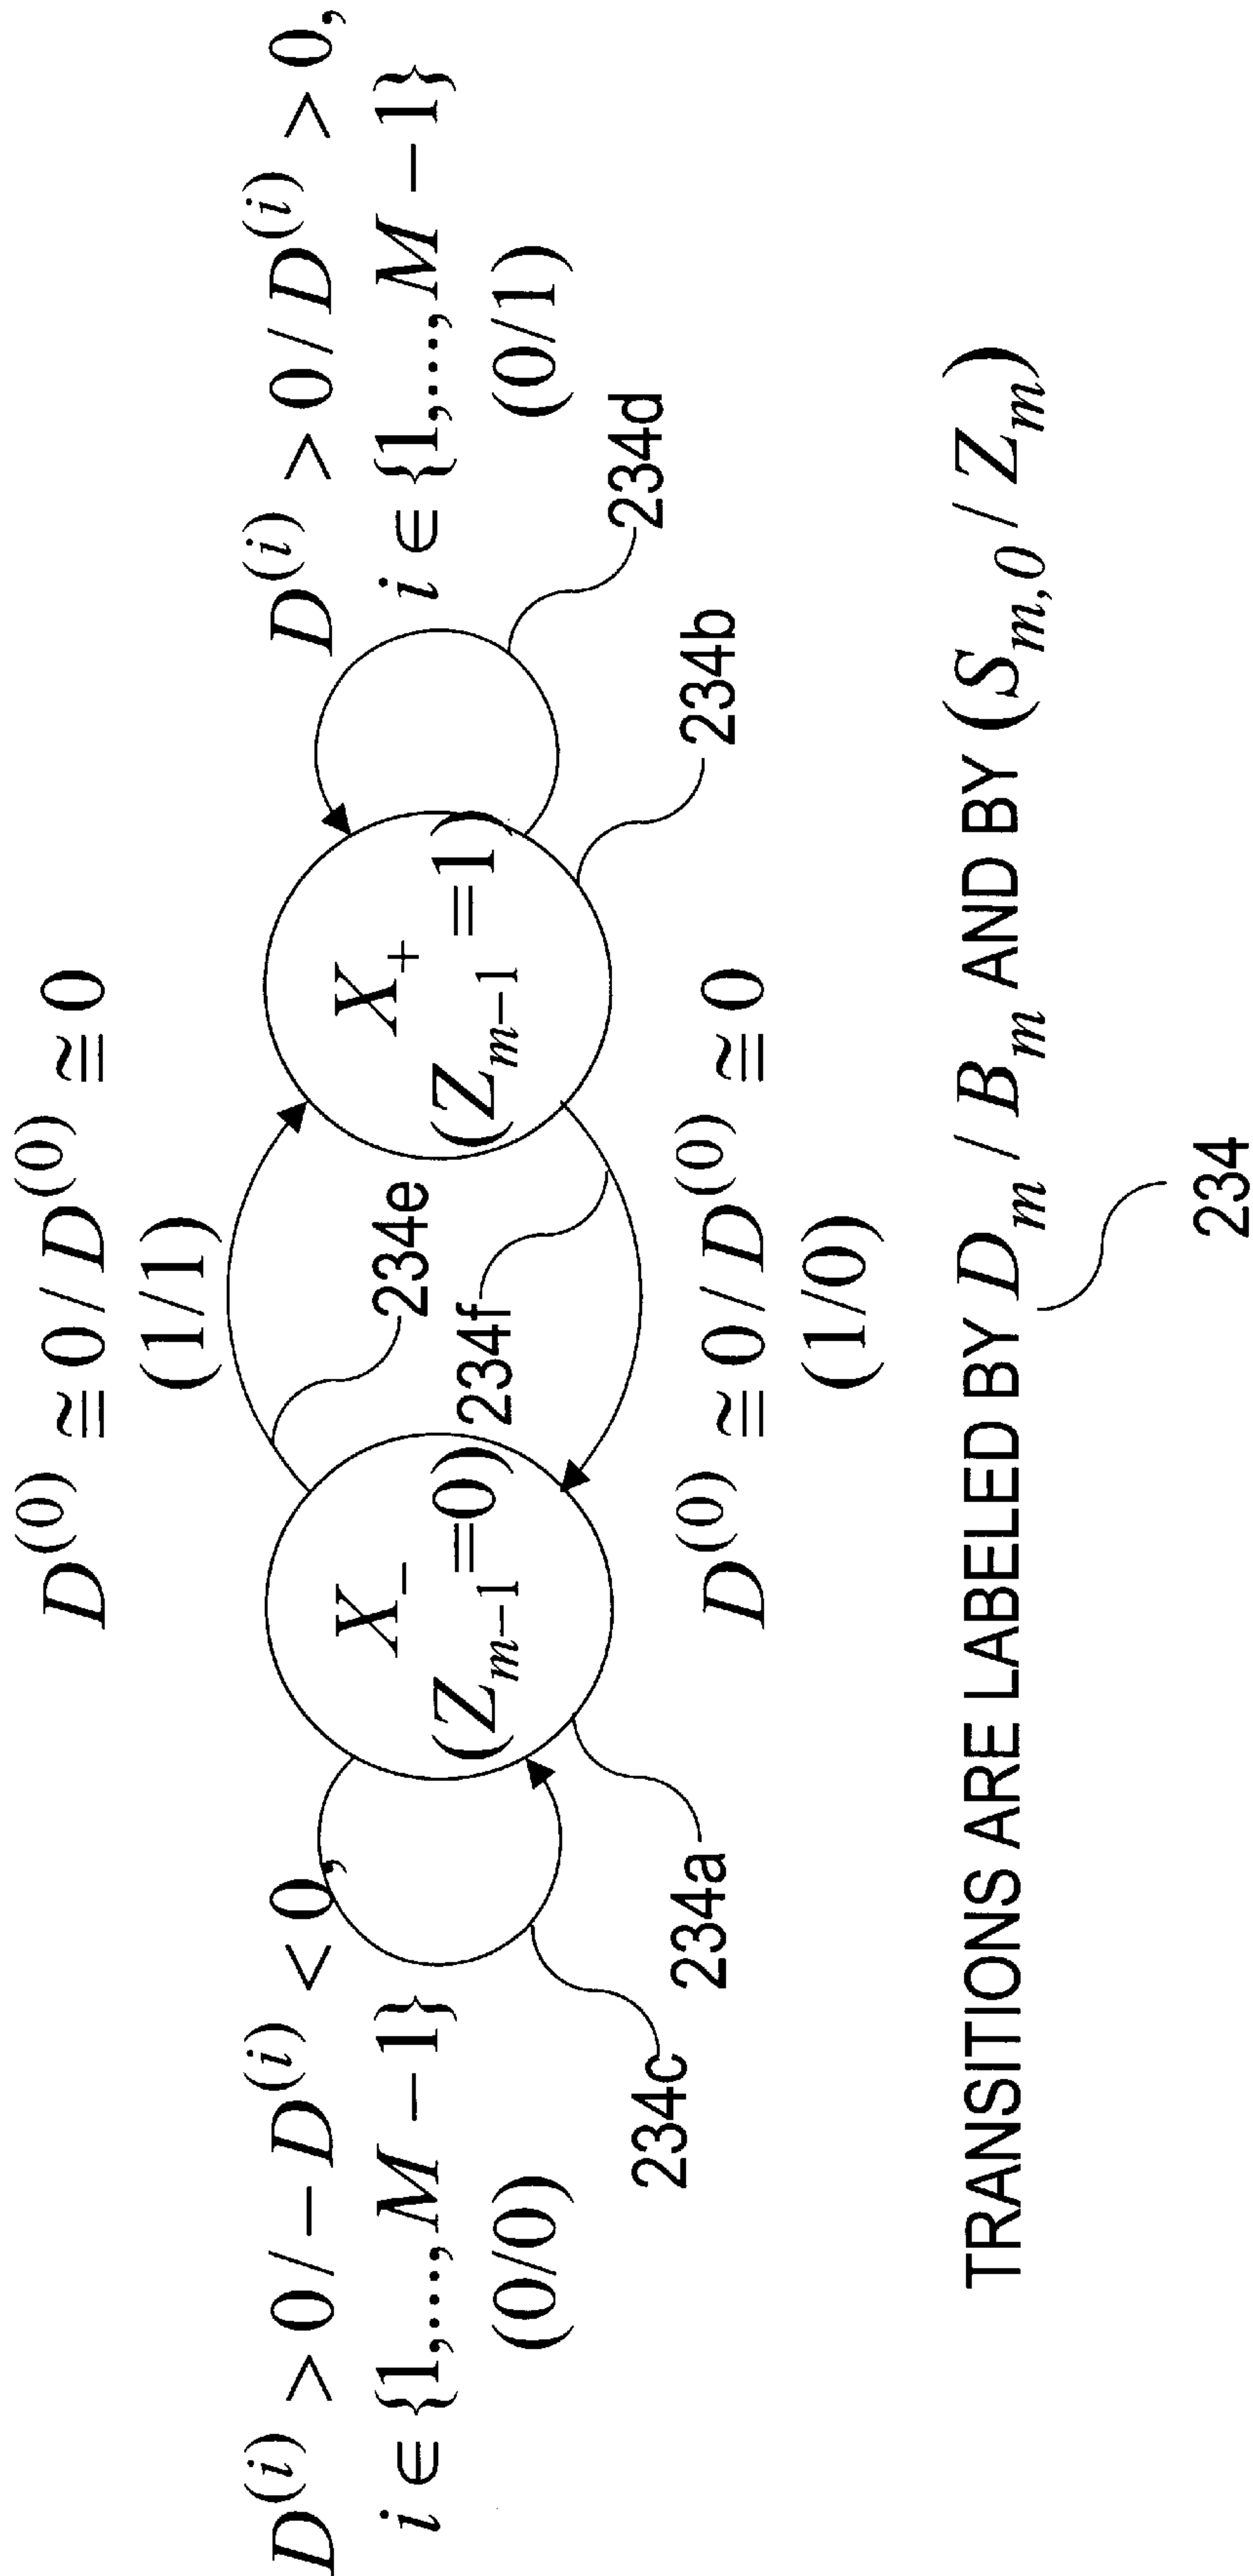 D^{(0)} ≅ 0 / D^{(0)} ≅ 0
(1/1)
D^{(i)} > 0 / − D^{(i)} < 0,
i ∈ {1,...,M − 1}
(0/0)
D^{(i)} > 0 / D^{(i)} > 0,
i ∈ {1,...,M − 1}
(0/1)
X_−
(Z_{m−1}=0)
X_+
(Z_{m−1}=1)
234e
234f
234c
234a
234b
234d
D^{(0)} ≅ 0 / D^{(0)} ≅ 0
(1/0)
TRANSITIONS ARE LABELED BY D_m / B_m AND BY (S_{m,0} / Z_m)
234